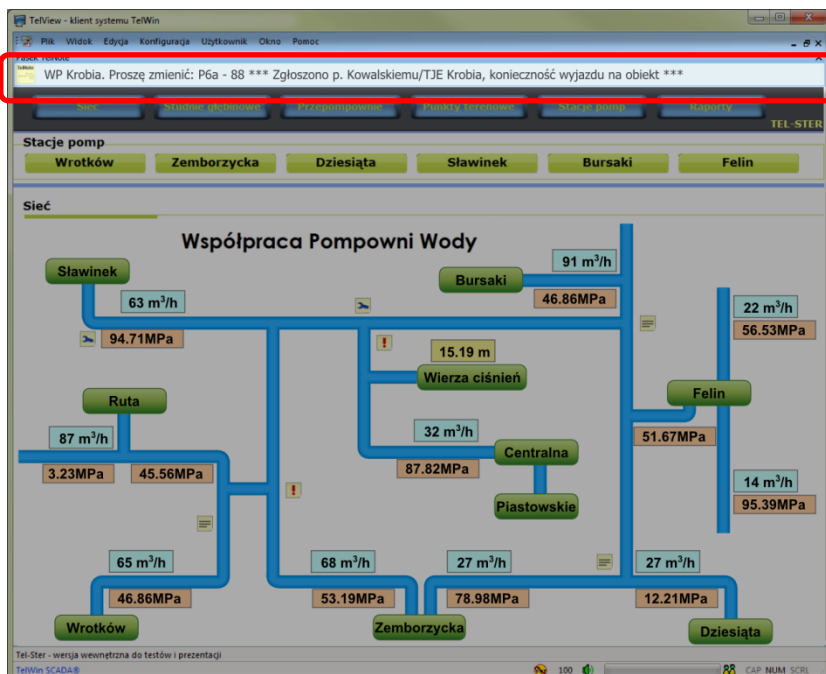 TelView - klient systemu TelWin
Plik Widok Edycja Konfiguracja Użytkownik Okno Pomoc
Pasek TelNote
WP Krobia. Proszę zmienić: P6a - 88 *** Zgłoszono p. Kowalskiemu/TJE Krobia, konieczność wyjazdu na obiekt ***
Sieć Studnie głębinowe Przepompownie Punkty terenowe Stacje pomp Raporty
TEL-STER
Stacje pomp
Wrotków Zemborzycka Dziesiąta Sławinek Bursaki Felin
Sieć
Współpraca Pompowni Wody
Sławinek
91 m³/h
Bursaki
63 m³/h
46.86MPa
22 m³/h
94.71MPa
56.53MPa
15.19 m
Wierza ciśnień
Ruta
Felin
87 m³/h
32 m³/h
51.67MPa
Centralna
3.23MPa 45.56MPa
87.82MPa
14 m³/h
Piastowskie
95.39MPa
65 m³/h 68 m³/h 27 m³/h 27 m³/h
46.86MPa 53.19MPa 78.98MPa 12.21MPa
Wrotków Zemborzycka Dziesiąta
Tel-Ster - wersja wewnętrzna do testów i prezentacji
TelWin SCADA® 100 CAP NUM SCRL